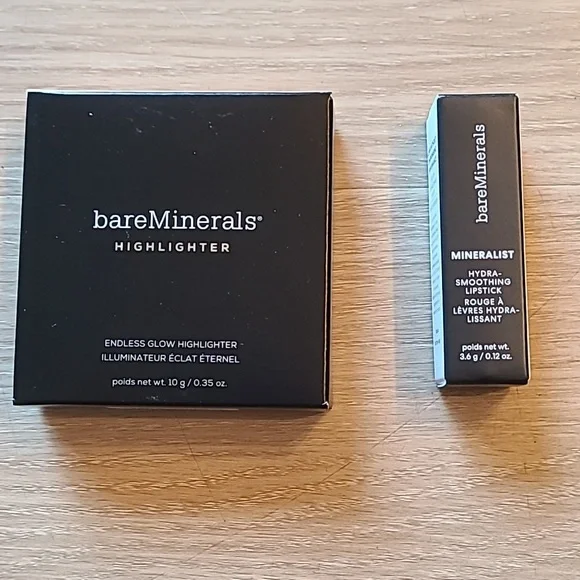 bareMinerals®
HIGHLIGHTER
ENDLESS GLOW HIGHLIGHTER
ILLUMINATEUR ÉCLAT ÉTERNEL
poids net wt. 10 g / 0.35 oz.
bareMinerals
MINERALIST
HYDRA-
SMOOTHING
LIPSTICK
ROUGE À
LÈVRES HYDRA-
LISSANT
poids net wt.
3.6 g / 0.12 oz.